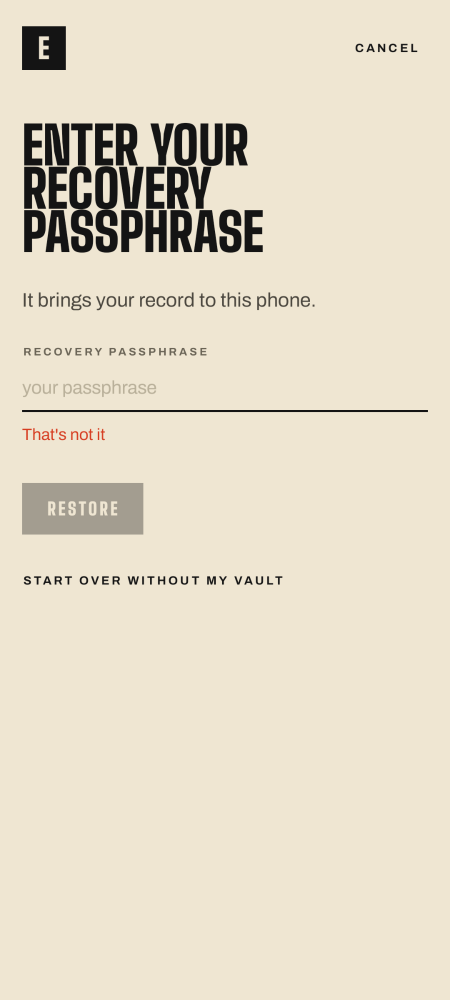 E
CANCEL
ENTER YOUR
RECOVERY
PASSPHRASE
It brings your record to this phone.
RECOVERY PASSPHRASE
your passphrase
That's not it
RESTORE
START OVER WITHOUT MY VAULT